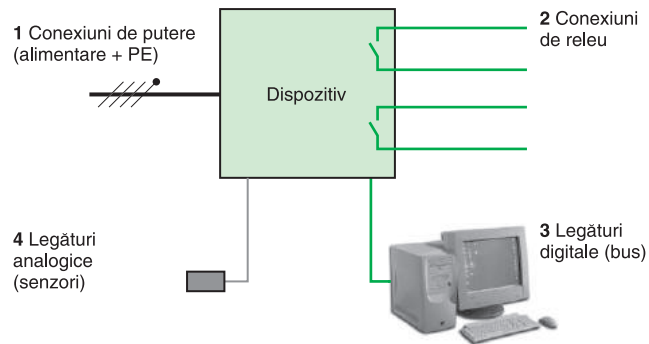 1 Conexiuni de putere
(alimentare + PE)
Dispozitiv
2 Conexiuni
de releu
4 Legături
analogice
(senzori)
3 Legături
digitale (bus)